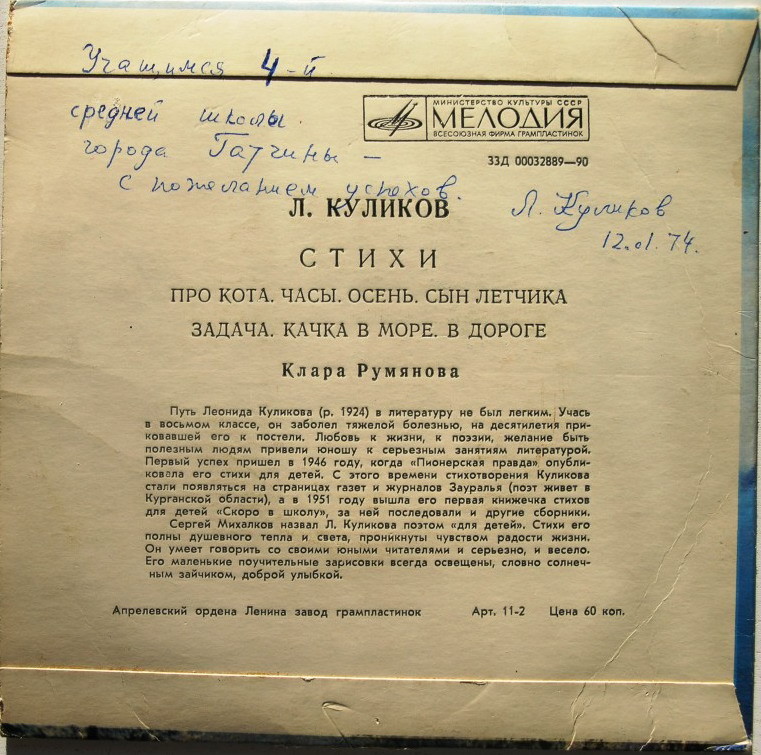 Учащимся 4-й
средней школы
города Гатчины –
с пожеланием успехов.
Л. Куликов
12.01.74.
МИНИСТЕРСТВО КУЛЬТУРЫ СССР
МЕЛОДИЯ
ВСЕСОЮЗНАЯ ФИРМА ГРАМПЛАСТИНОК
33Д 00032889—90
Л. КУЛИКОВ
СТИХИ
ПРО КОТА. ЧАСЫ. ОСЕНЬ. СЫН ЛЕТЧИКА
ЗАДАЧА. КАЧКА В МОРЕ. В ДОРОГЕ
Клара Румянова
Путь Леонида Куликова (р. 1924) в литературу не был легким. Учась
в восьмом классе, он заболел тяжелой болезнью, на десятилетия при-
ковавшей его к постели. Любовь к жизни, к поэзии, желание быть
полезным людям привели юношу к серьезным занятиям литературой.
Первый успех пришел в 1946 году, когда «Пионерская правда» опубли-
ковала его стихи для детей. С этого времени стихотворения Куликова
стали появляться на страницах газет и журналов Зауралья (поэт живет в
Курганской области), а в 1951 году вышла его первая книжечка стихов
для детей «Скоро в школу», за ней последовали и другие сборники.
Сергей Михалков назвал Л. Куликова поэтом «для детей». Стихи его
полны душевного тепла и света, проникнуты чувством радости жизни.
Он умеет говорить со своими юными читателями и серьезно, и весело.
Его маленькие поучительные зарисовки всегда освещены, словно солнеч-
ным зайчиком, доброй улыбкой.
Апрелевский ордена Ленина завод грампластинок Арт. 11-2 Цена 60 коп.